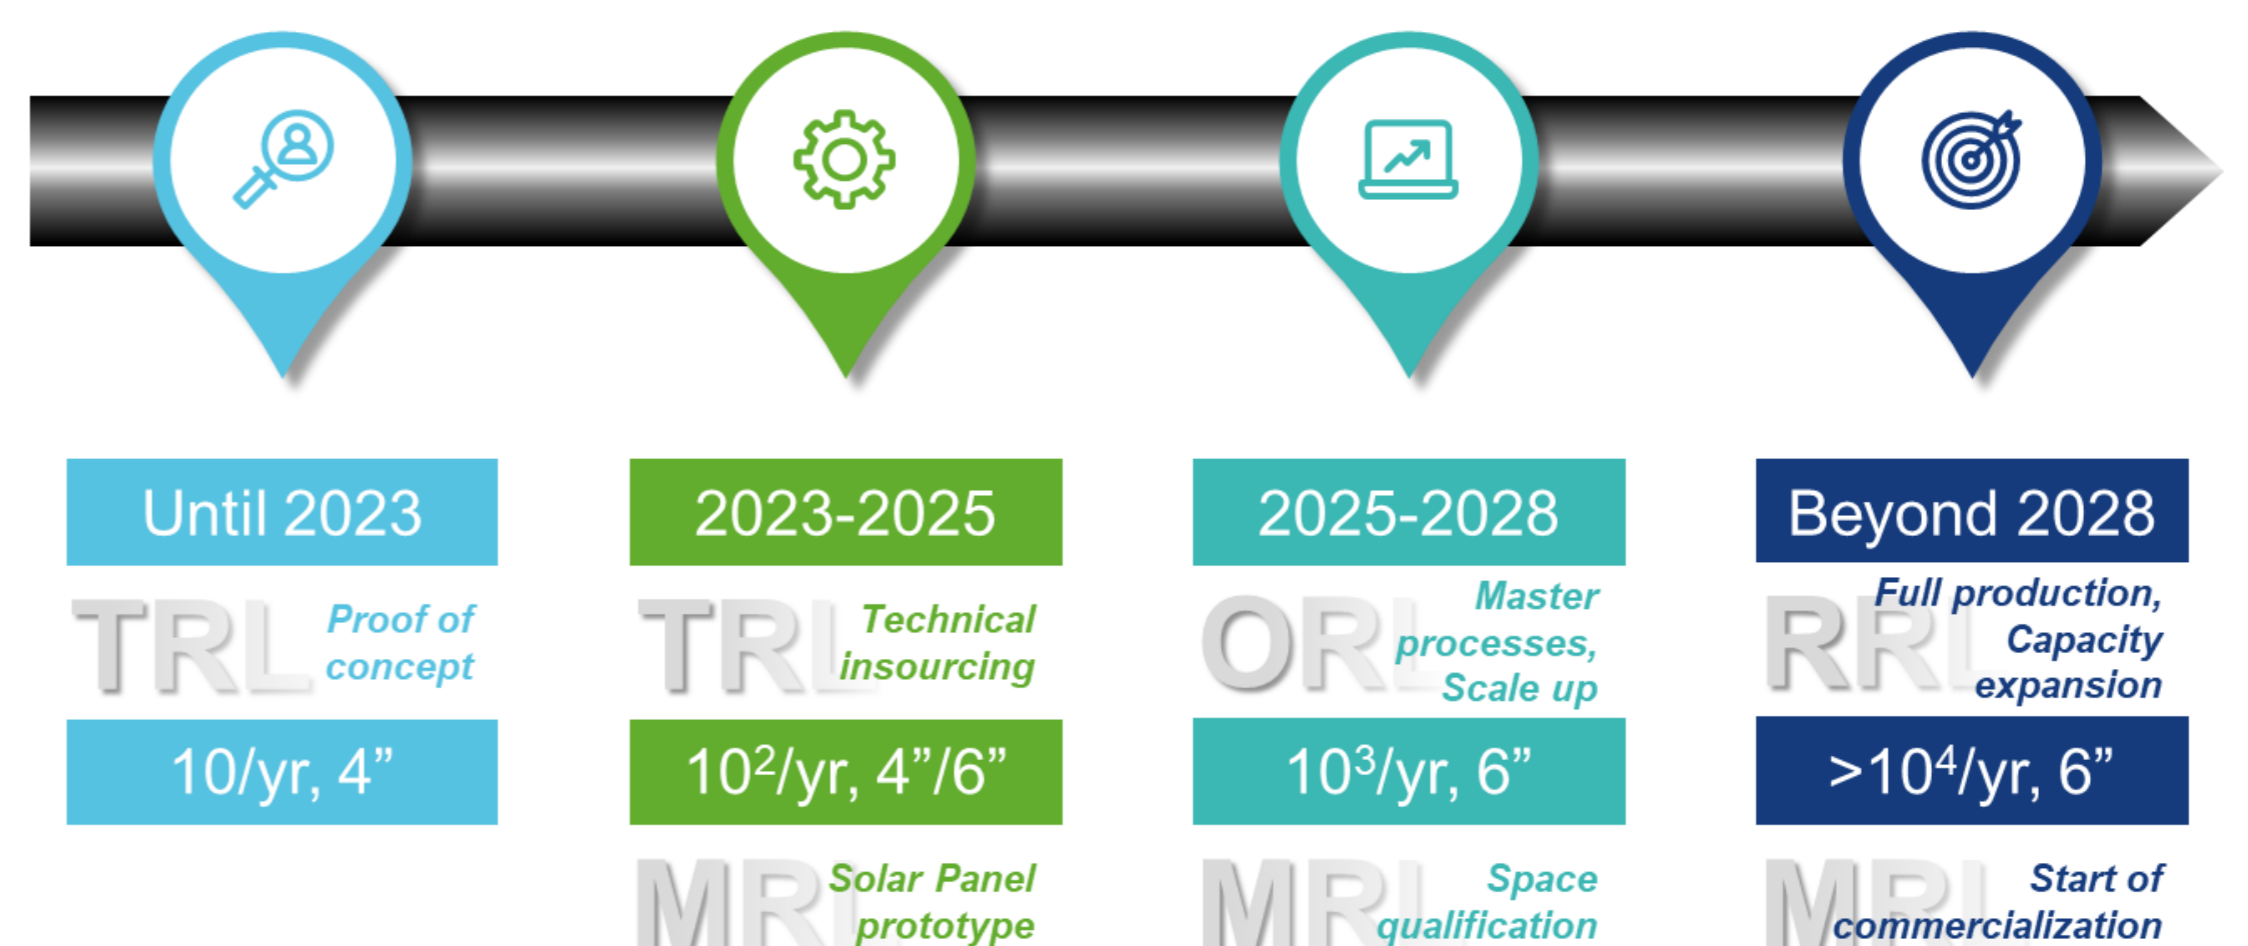 Until 2023
TRL
Proof of
concept
10/yr, 4”
2023-2025
TRL
Technical
insourcing
10²/yr, 4”/6”
MRL
Solar Panel
prototype
2025-2028
ORL
Master
processes,
Scale up
10³/yr, 6”
MRL
Space
qualification
Beyond 2028
RRL
Full production,
Capacity
expansion
>10⁴/yr, 6”
MRL
Start of
commercialization